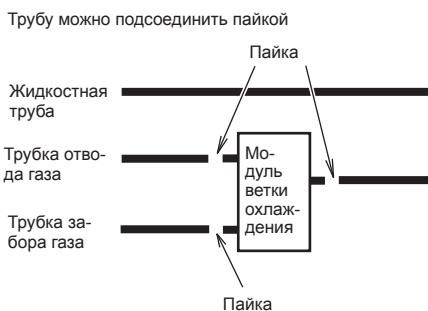 Трубу можно подсоединить пайкой
Пайка
Жидкостная
труба
Трубка отво-
да газа
Мо-
дуль
ветки
охлаж-
дения
Трубка за-
бора газа
Пайка